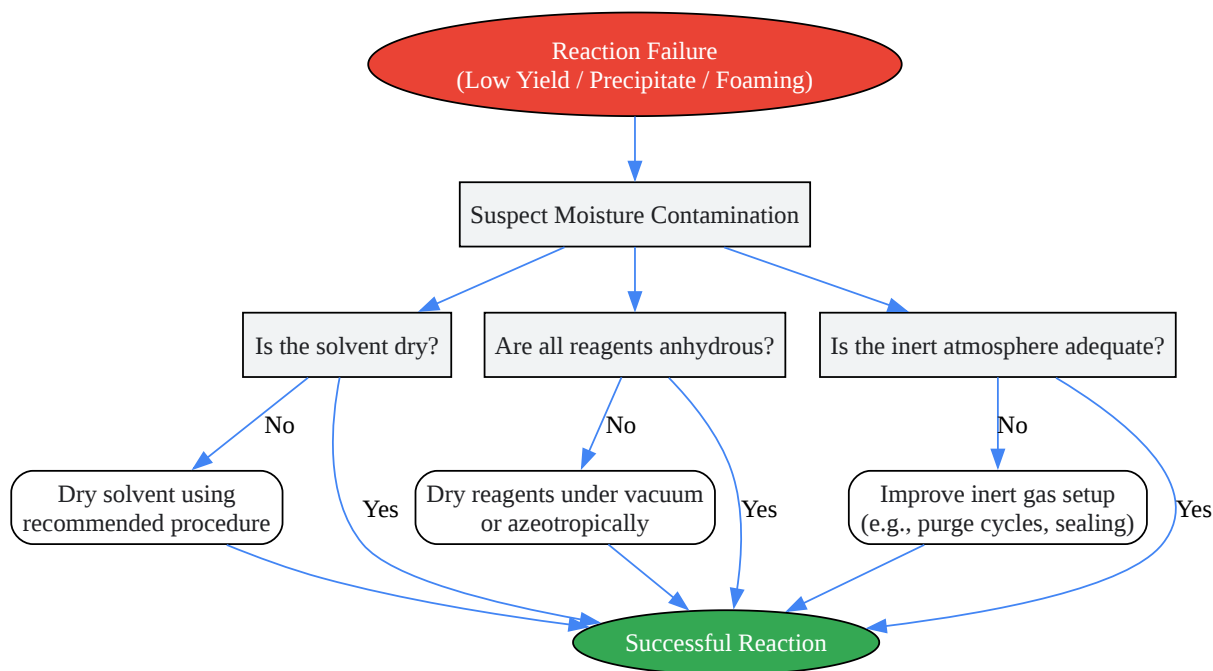 Reaction Failure
(Low Yield / Precipitate / Foaming)
Suspect Moisture Contamination
Is the solvent dry?
Are all reagents anhydrous?
Is the inert atmosphere adequate?
No
No
No
Dry solvent using
recommended procedure
Yes
Dry reagents under vacuum
or azeotropically
Yes
Improve inert gas setup
(e.g., purge cycles, sealing)
Yes
Successful Reaction